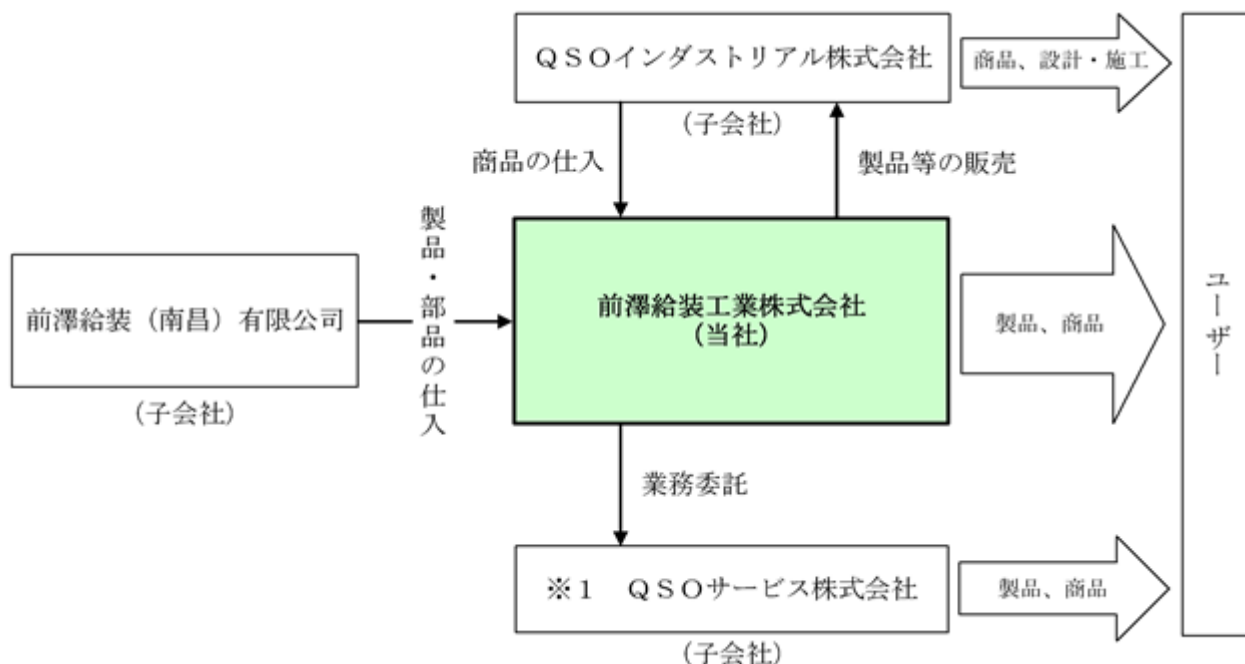 ＱＳＯインダストリアル株式会社
商品、設計・施工
（子会社）
商品の仕入
製品等の販売
製品・部品の仕入
前澤給装（南昌）有限公司
（子会社）
前澤給装工業株式会社
（当社）
製品、商品
ユーザー
業務委託
※１　ＱＳＯサービス株式会社
製品、商品
（子会社）